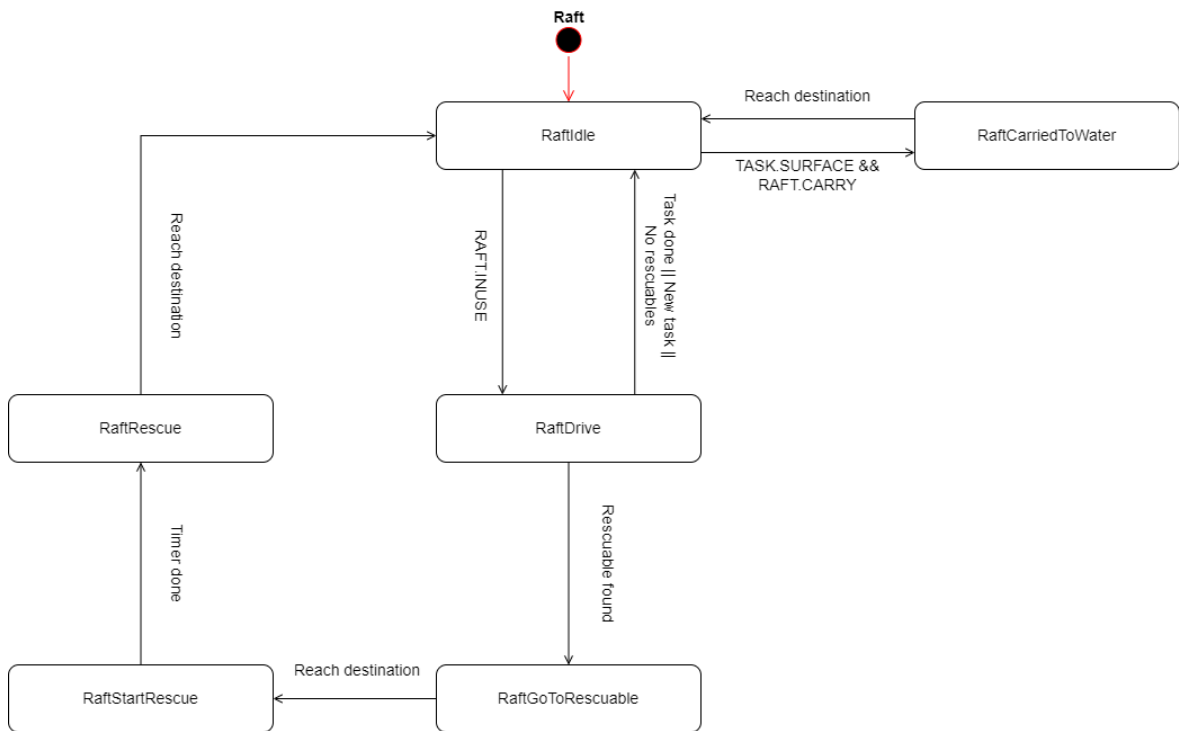 Raft
Reach destination
RaftIdle
RaftCarriedToWater
TASK.SURFACE &&
RAFT.CARRY
Reach destination
RAFT.INUSE
Task done || New task ||
No rescuables
RaftRescue
RaftDrive
Timer done
Rescuable found
Reach destination
RaftStartRescue
RaftGoToRescuable